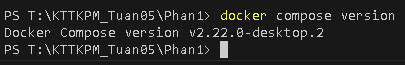 PS T:\KTTKPM_Tuan05\Phan1> docker compose version
Docker Compose version v2.22.0-desktop.2
PS T:\KTTKPM_Tuan05\Phan1>